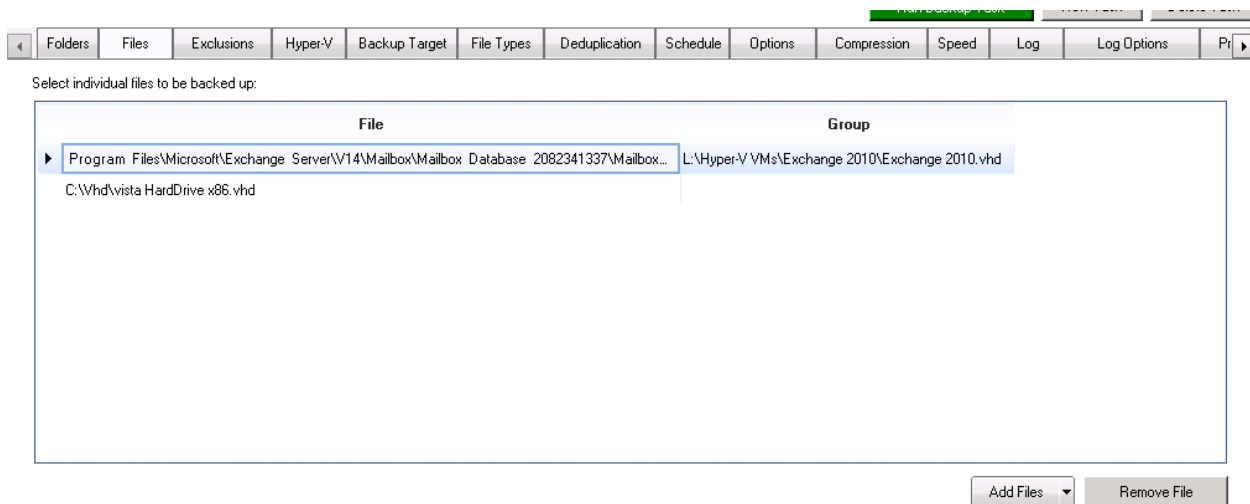 Folders Files Exclusions Hyper-V Backup Target File Types Deduplication Schedule Options Compression Speed Log Log Options Pr
Select individual files to be backed up:
File Group
Program Files\Microsoft\Exchange Server\V14\Mailbox\Mailbox Database 2082341337\Mailbox... L:\Hyper-V VMs\Exchange 2010\Exchange 2010.vhd
C:\Vhd\vista HardDrive x86.vhd
Add Files Remove File